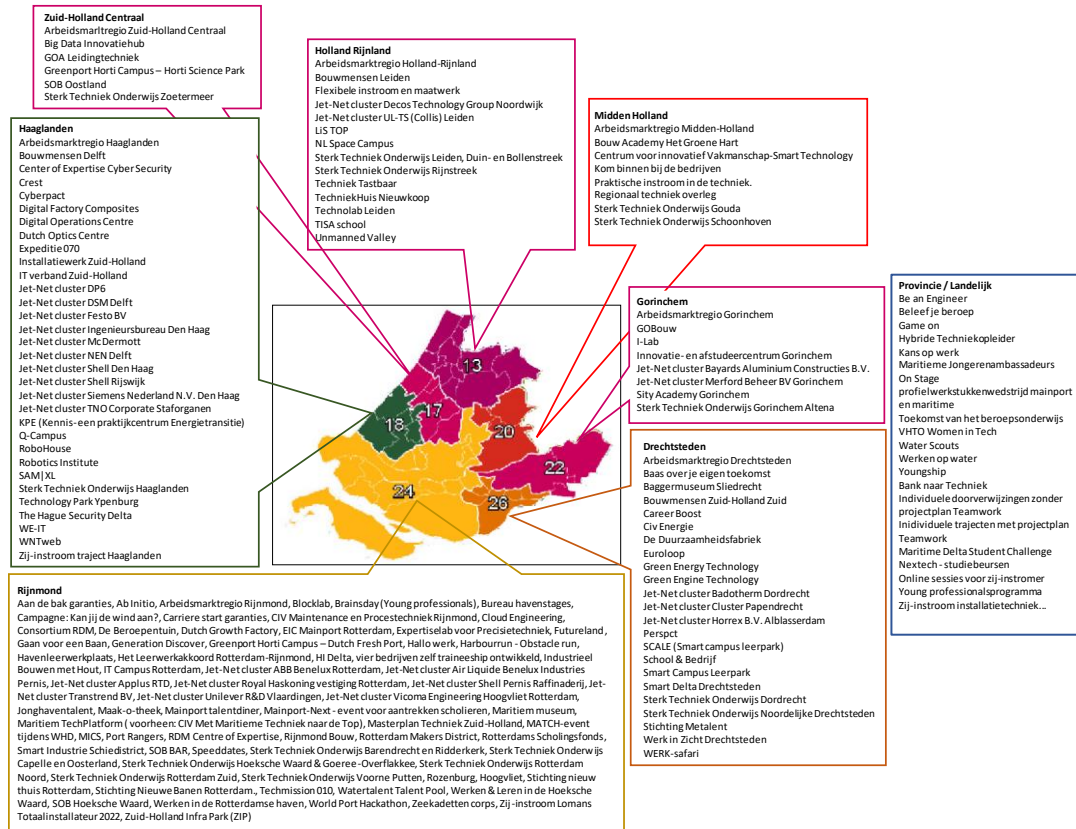 Zuid-Holland Centraal
Arbeidsmarltregio Zuid-Holland Centraal
Big Data Innovatiehub
GOA Leidingtechniek
Greenport Horti Campus – Horti Science Park
SOB Oostland
Sterk Techniek Onderwijs Zoetermeer
Holland Rijnland
Arbeidsmarktregio Holland-Rijnland
Bouwmensen Leiden
Flexibele instroom en maatwerk
Jet-Net cluster Decos Technology Group Noordwijk
Jet-Net cluster UL-TS (Collis) Leiden
LiS TOP
NL Space Campus
Sterk Techniek Onderwijs Leiden, Duin- en Bollenstreek
Sterk Techniek Onderwijs Rijnstreek
Techniek Tastbaar
TechniekHuis Nieuwkoop
Technolab Leiden
TISA school
Unmanned Valley
Midden Holland
Arbeidsmarktregio Midden-Holland
Bouw Academy Het Groene Hart
Centrum voor innovatief Vakmanschap-Smart Technology
Kom binnen bij de bedrijven
Praktische instroom in de techniek.
Regionaal techniek overleg
Sterk Techniek Onderwijs Gouda
Sterk Techniek Onderwijs Schoonhoven
Haaglanden
Arbeidsmarktregio Haaglanden
Bouwmensen Delft
Center of Expertise Cyber Security
Crest
Cyberpact
Digital Factory Composites
Digital Operations Centre
Dutch Optics Centre
Expeditie 070
Installatiewerk Zuid-Holland
IT verband Zuid-Holland
Jet-Net cluster DP6
Jet-Net cluster DSM Delft
Jet-Net cluster Festo BV
Jet-Net cluster Ingenieursbureau Den Haag
Jet-Net cluster McDermott
Jet-Net cluster NEN Delft
Jet-Net cluster Shell Den Haag
Jet-Net cluster Shell Rijswijk
Jet-Net cluster Siemens Nederland N.V. Den Haag
Jet-Net cluster TNO Corporate Staforganen
KPE (Kennis- een praktijkcentrum Energietransitie)
Q-Campus
RoboHouse
Robotics Institute
SAM|XL
Sterk Techniek Onderwijs Haaglanden
Technology Park Ypenburg
The Hague Security Delta
WE-IT
WNTweb
Zij-instroom traject Haaglanden
13
17
18
20
22
24
26
Gorinchem
Arbeidsmarktregio Gorinchem
GOBouw
I-Lab
Innovatie- en afstudeercentrum Gorinchem
Jet-Net cluster Bayards Aluminium Constructies B.V.
Jet-Net cluster Merford Beheer BV Gorinchem
Sity Academy Gorinchem
Sterk Techniek Onderwijs Gorinchem Altena
Drechtsteden
Arbeidsmarktregio Drechtsteden
Baas over je eigen toekomst
Baggermuseum Sliedrecht
Bouwmensen Zuid-Holland Zuid
Career Boost
Civ Energie
De Duurzaamheidsfabriek
Euroloop
Green Energy Technology
Green Engine Technology
Jet-Net cluster Badotherm Dordrecht
Jet-Net cluster Cluster Papendrecht
Jet-Net cluster Horrex B.V. Alblasserdam
Perspct
SCALE (Smart campus leerpark)
School & Bedrijf
Smart Campus Leerpark
Smart Delta Drechtsteden
Sterk Techniek Onderwijs Dordrecht
Sterk Techniek Onderwijs Noordelijke Drechtsteden
Stichting Metalent
Werk in Zicht Drechtsteden
WERK-safari
Provincie / Landelijk
Be an Engineer
Beleef je beroep
Game on
Hybride Techniekopleider
Kans op werk
Maritieme Jongerenambassadeurs
On Stage
profielwerkstukkenwedstrijd mainport
en maritime
Toekomst van het beroepsonderwijs
VHTO Women in Tech
Water Scouts
Werken op water
Youngship
Bank naar Techniek
Individuele doorverwijzingen zonder
projectplan Teamwork
Inidividuele trajecten met projectplan
Teamwork
Maritime Delta Student Challenge
Nextech - studiebeursen
Online sessies voor zij-instromer
Young professionalsprogramma
Zij-instroom installatietechniek...
Rijnmond
Aan de bak garanties, Ab Initio, Arbeidsmarktregio Rijnmond, Blocklab, Brainsday (Young professionals), Bureau havenstages,
Campagne: Kan jij de wind aan?, Carriere start garanties, CIV Maintenance en Procestechniek Rijnmond, Cloud Engineering,
Consortium RDM, De Beroepentuin, Dutch Growth Factory, EIC Mainport Rotterdam, Expertiselab voor Precisietechniek, Futureland,
Gaan voor een Baan, Generation Discover, Greenport Horti Campus – Dutch Fresh Port, Hallo werk, Harbourrun - Obstacle run,
Havenleerwerkplaats, Het Leerwerkakkoord Rotterdam-Rijnmond, HI Delta, vier bedrijven zelf traineeship ontwikkeld, Industrieel
Bouwen met Hout, IT Campus Rotterdam, Jet-Net cluster ABB Benelux Rotterdam, Jet-Net cluster Air Liquide Benelux Industries
Pernis, Jet-Net cluster Applus RTD, Jet-Net cluster Royal Haskoning vestiging Rotterdam, Jet-Net cluster Shell Pernis Raffinaderij, Jet-
Net cluster Transtrend BV, Jet-Net cluster Unilever R&D Vlaardingen, Jet-Net cluster Vicoma Engineering Hoogvliet Rotterdam,
Jonghaventalent, Maak-o-theek, Mainport talentdiner, Mainport-Next - event voor aantrekken scholieren, Maritiem museum,
Maritiem TechPlatform ( voorheen: CIV Met Maritieme Techniek naar de Top), Masterplan Techniek Zuid-Holland, MATCH-event
tijdens WHD, MICS, Port Rangers, RDM Centre of Expertise, Rijnmond Bouw, Rotterdam Makers District, Rotterdams Scholingsfonds,
Smart Industrie Schiedistrict, SOB BAR, Speeddates, Sterk Techniek Onderwijs Barendrecht en Ridderkerk, Sterk Techniek Onderwijs
Capelle en Oosterland, Sterk Techniek Onderwijs Hoeksche Waard & Goeree -Overflakkee, Sterk Techniek Onderwijs Rotterdam
Noord, Sterk Techniek Onderwijs Rotterdam Zuid, Sterk Techniek Onderwijs Voorne Putten, Rozenburg, Hoogvliet, Stichting nieuw
thuis Rotterdam, Stichting Nieuwe Banen Rotterdam., Techmission 010, Watertalent Talent Pool, Werken & Leren in de Hoeksche
Waard, SOB Hoeksche Waard, Werken in de Rotterdamse haven, World Port Hackathon, Zeekadetten corps, Zij -instroom Lomans
Totaalinstallateur 2022, Zuid-Holland Infra Park (ZIP)